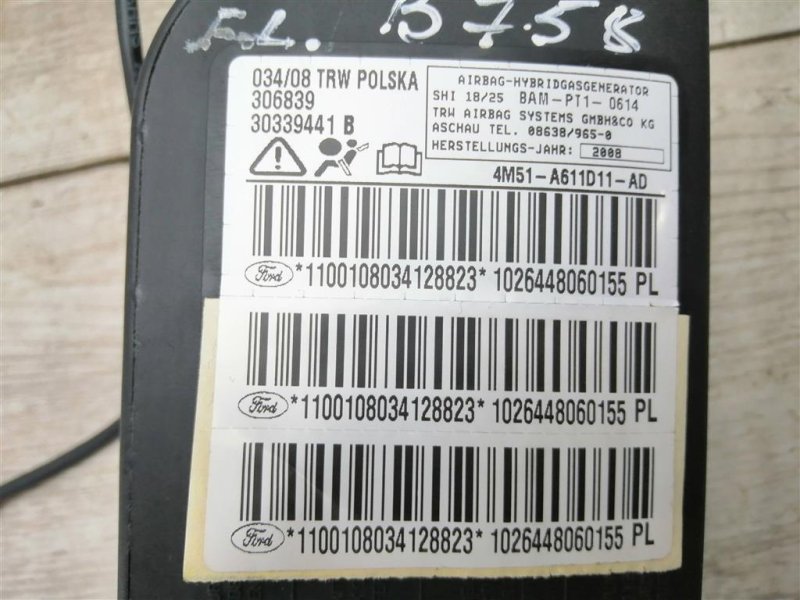 F.L. B758
034/08 TRW POLSKA
306839
30339441 B
AIRBAG-HYBRIDGASGENERATOR
SHI 18/25 BAM-PT1-0614
TRW AIRBAG SYSTEMS GMBH&CO KG
ASCHAU TEL. 08638/965-0
HERSTELLUNGS-JAHR: 2008
4M51-A611D11-AD
Ford *1100108034128823* 1026448060155 PL
Ford *1100108034128823* 1026448060155 PL
Ford *1100108034128823* 1026448060155 PL